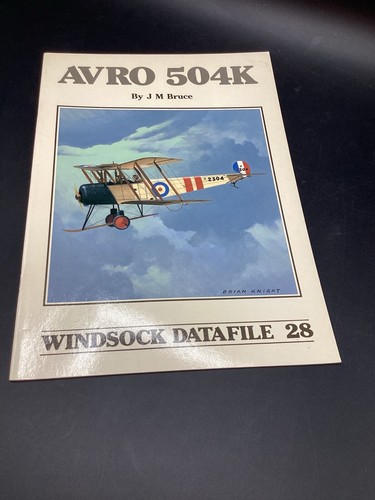 AVRO 504K
By J M Bruce
2304
BRIAN KNIGHT
WINDSOCK DATAFILE 28